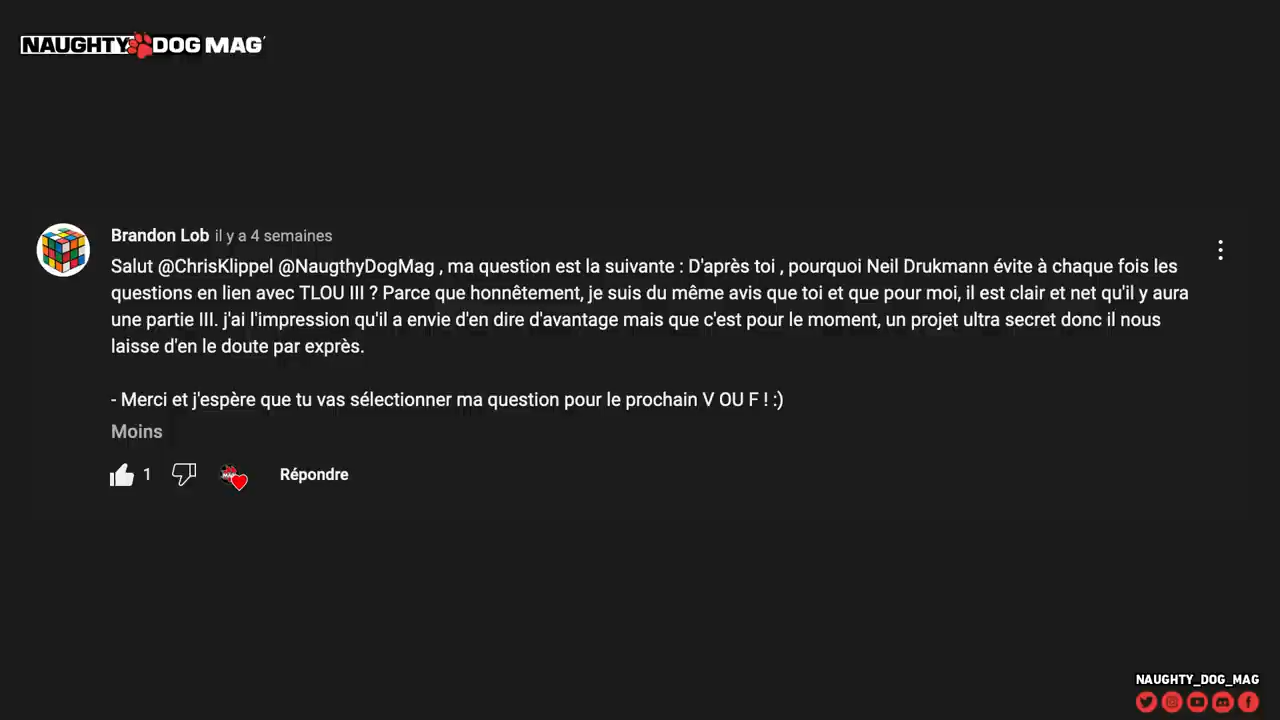 NAUGHTY DOG MAG
Brandon Lob il y a 4 semaines
Salut @ChrisKlippel @NaugthyDogMag , ma question est la suivante : D'après toi , pourquoi Neil Drukmann évite à chaque fois les
questions en lien avec TLOU III ? Parce que honnêtement, je suis du même avis que toi et que pour moi, il est clair et net qu'il y aura
une partie III. j'ai l'impression qu'il a envie d'en dire d'avantage mais que c'est pour le moment, un projet ultra secret donc il nous
laisse d'en le doute par exprès.
- Merci et j'espère que tu vas sélectionner ma question pour le prochain V OU F ! :)
Moins
1 Répondre
NAUGHTY_DOG_MAG